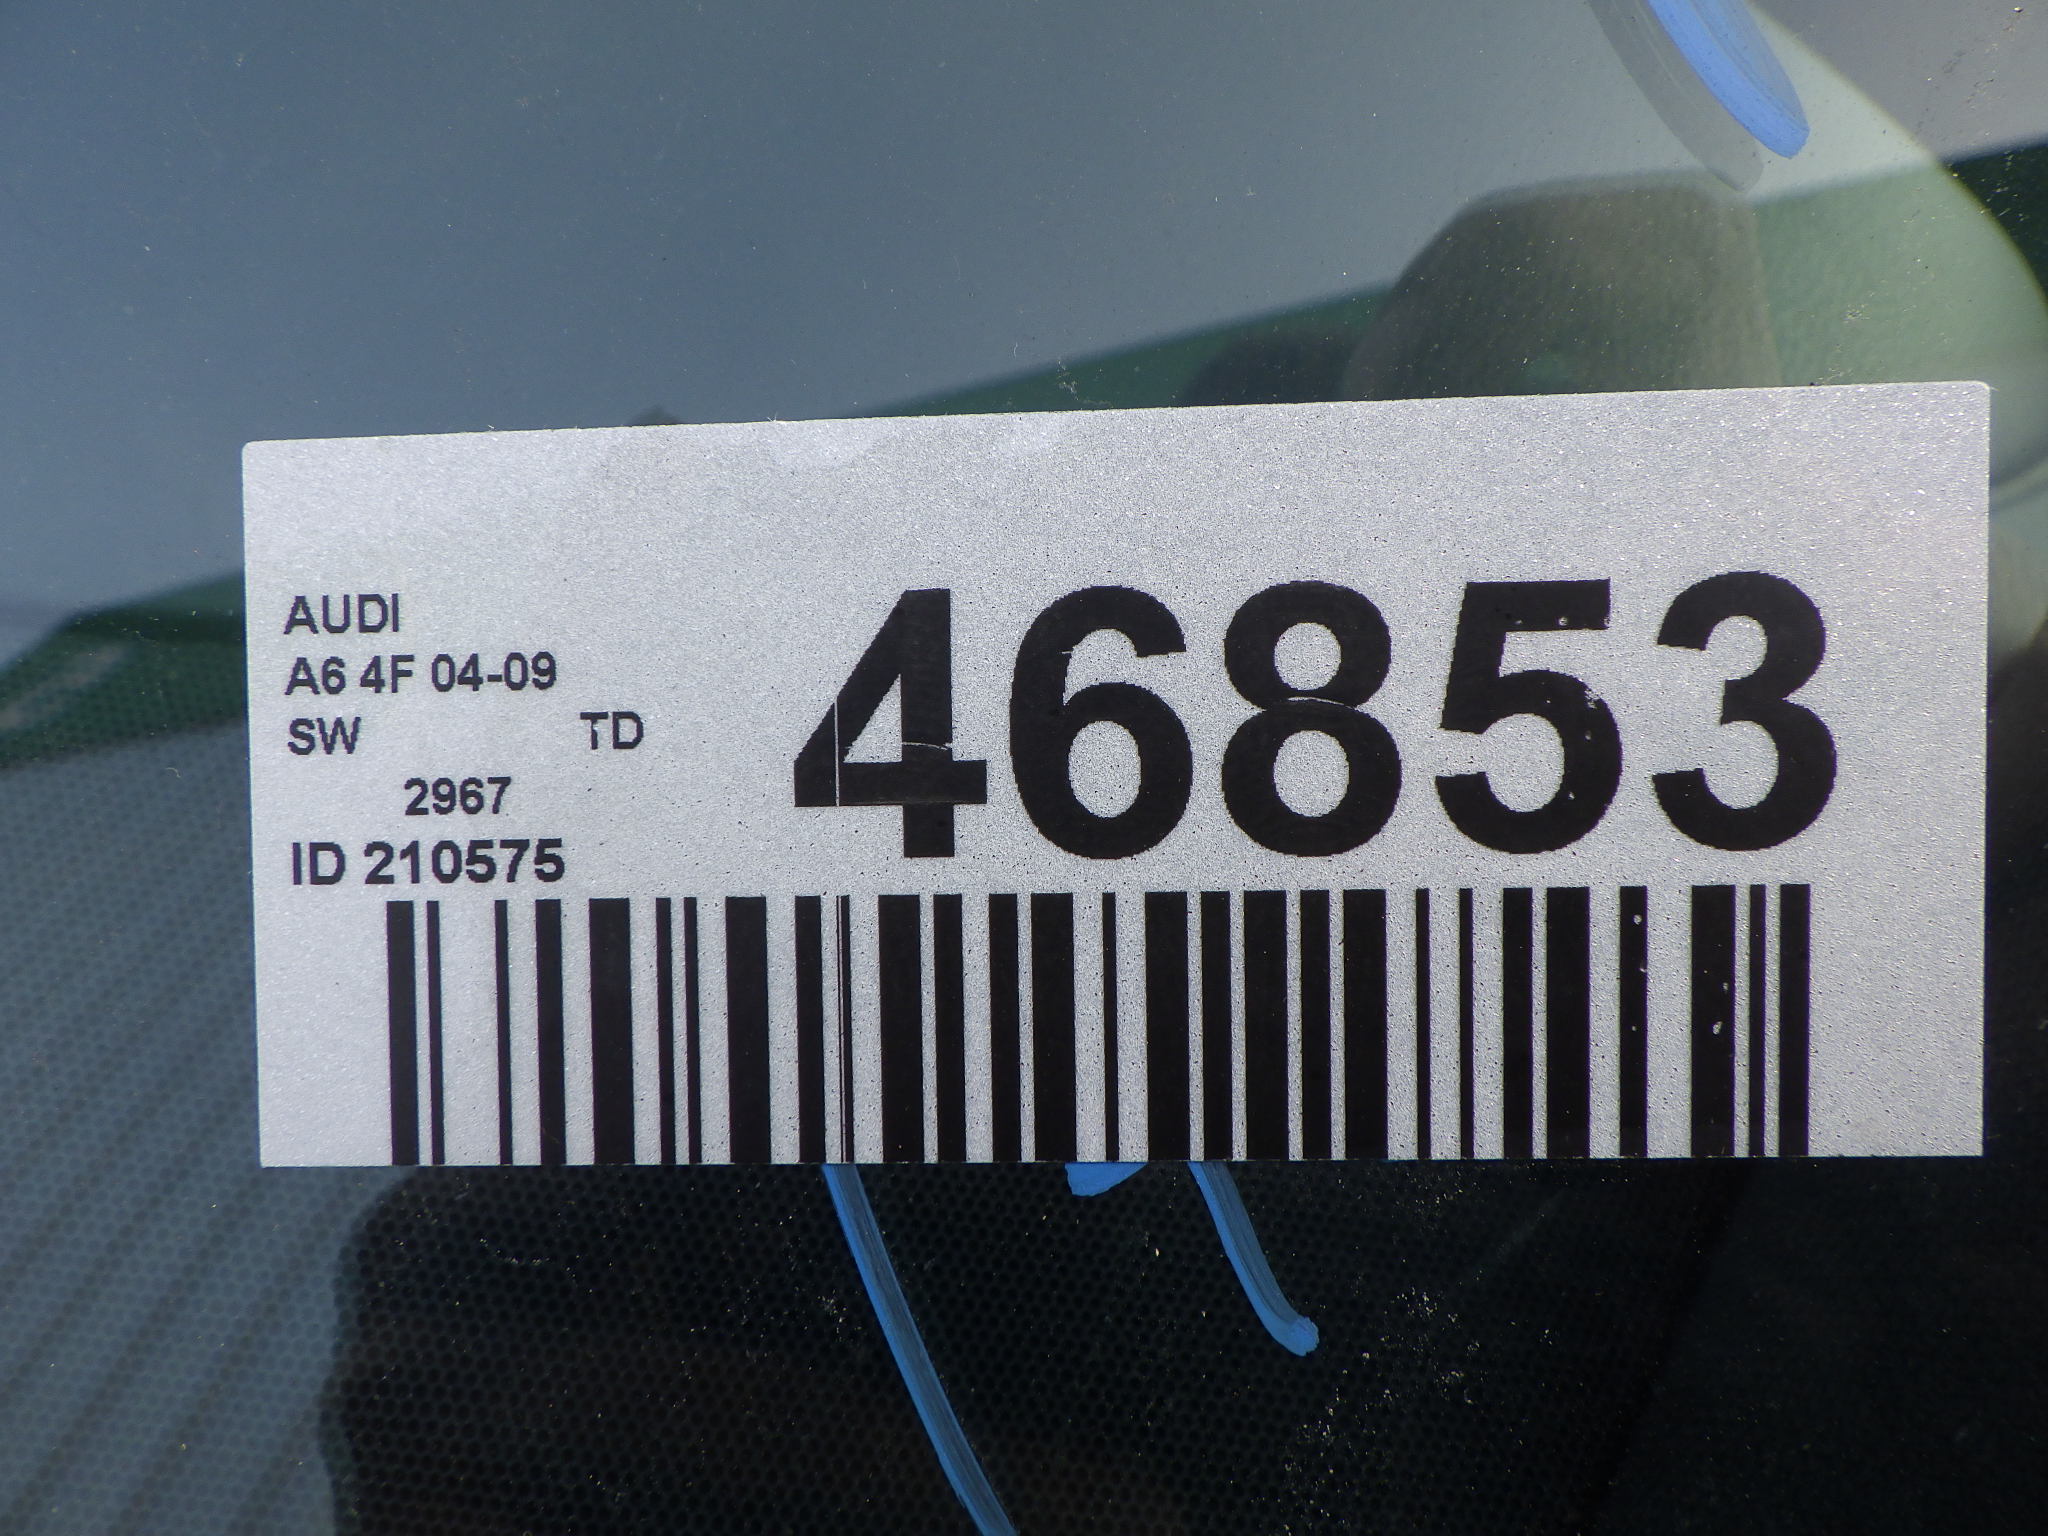 AUDI
A6 4F 04-09
SW TD
2967
ID 210575
46853